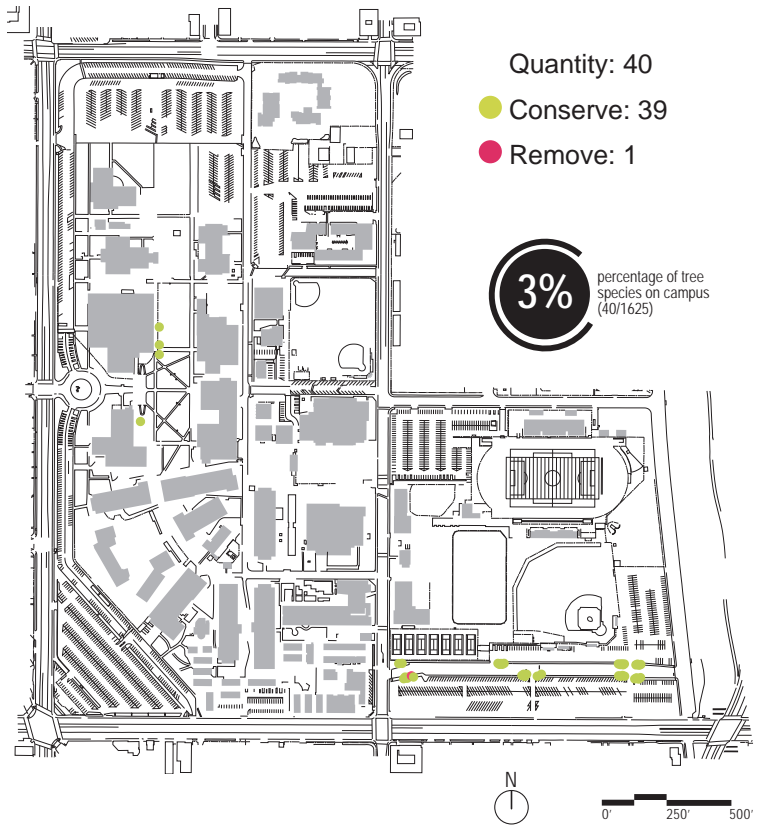 Quantity: 40
Conserve: 39
Remove: 1
3%
percentage of tree
species on campus
(40/1625)
N
0' 250' 500'